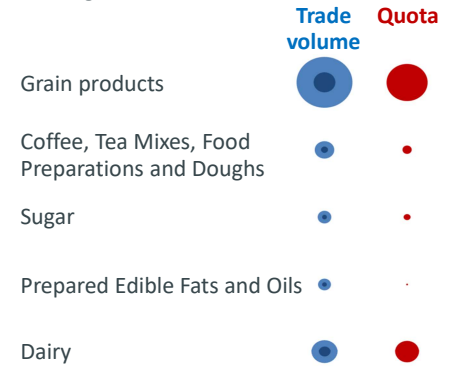 Trade Quota
volume
Grain products
Coffee, Tea Mixes, Food
Preparations and Doughs
Sugar
Prepared Edible Fats and Oils
Dairy